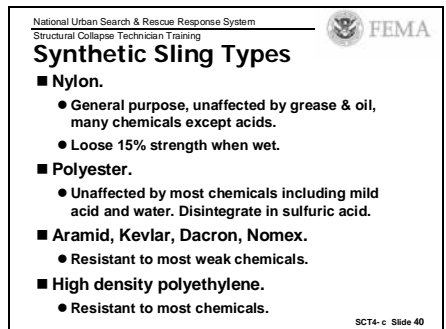 National Urban Search & Rescue Response System
Structural Collapse Technician Training
FEMA
Synthetic Sling Types
■ Nylon.
● General purpose, unaffected by grease & oil,
many chemicals except acids.
● Loose 15% strength when wet.
■ Polyester.
● Unaffected by most chemicals including mild
acid and water. Disintegrate in sulfuric acid.
■ Aramid, Kevlar, Dacron, Nomex.
● Resistant to most weak chemicals.
■ High density polyethylene.
● Resistant to most chemicals.
SCT4- c Slide 40